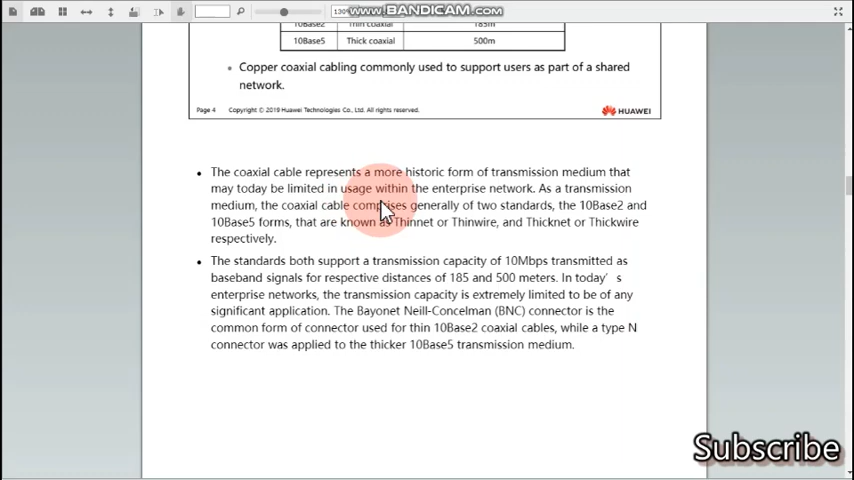 130%
WWW.BANDICAM.COM
10Base2 Thin coaxial 185m
10Base5 Thick coaxial 500m
• Copper coaxial cabling commonly used to support users as part of a shared
network.
Page 4 Copyright © 2019 Huawei Technologies Co., Ltd. All rights reserved.
HUAWEI
• The coaxial cable represents a more historic form of transmission medium that
may today be limited in usage within the enterprise network. As a transmission
medium, the coaxial cable comprises generally of two standards, the 10Base2 and
10Base5 forms, that are known as Thinnet or Thinwire, and Thicknet or Thickwire
respectively.
• The standards both support a transmission capacity of 10Mbps transmitted as
baseband signals for respective distances of 185 and 500 meters. In today's
enterprise networks, the transmission capacity is extremely limited to be of any
significant application. The Bayonet Neill-Concelman (BNC) connector is the
common form of connector used for thin 10Base2 coaxial cables, while a type N
connector was applied to the thicker 10Base5 transmission medium.
Subscribe